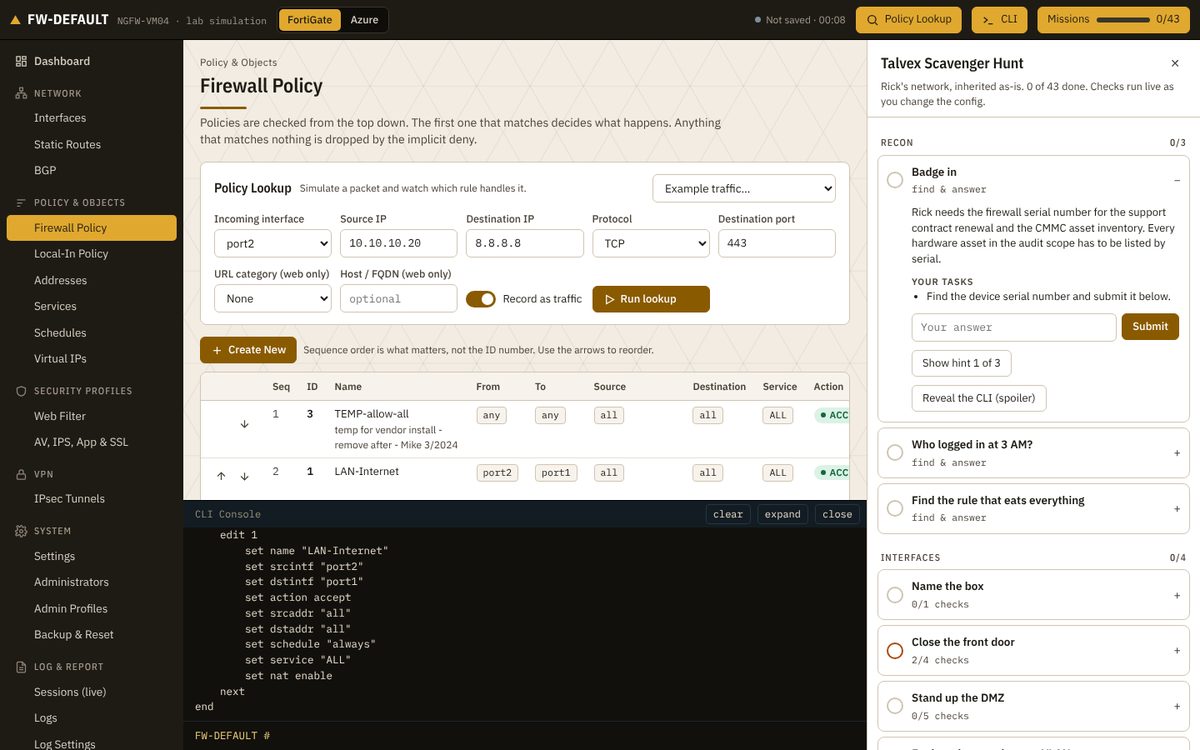 FW-DEFAULT NGFW-VM04 · lab simulation FortiGate Azure Not saved · 00:08 Policy Lookup CLI Missions 0/43
Dashboard
NETWORK
Interfaces
Static Routes
BGP
POLICY & OBJECTS
Firewall Policy
Local-In Policy
Addresses
Services
Schedules
Virtual IPs
SECURITY PROFILES
Web Filter
AV, IPS, App & SSL
VPN
IPsec Tunnels
SYSTEM
Settings
Administrators
Admin Profiles
Backup & Reset
LOG & REPORT
Sessions (live)
Logs
Log Settings
Policy & Objects
Firewall Policy
Policies are checked from the top down. The first one that matches decides what happens. Anything
that matches nothing is dropped by the implicit deny.
Policy Lookup Simulate a packet and watch which rule handles it. Example traffic...
Incoming interface Source IP Destination IP Protocol Destination port
port2 10.10.10.20 8.8.8.8 TCP 443
URL category (web only) Host / FQDN (web only)
None optional Record as traffic Run lookup
+ Create New Sequence order is what matters, not the ID number. Use the arrows to reorder.
Seq ID Name From To Source Destination Service Action
1 3 TEMP-allow-all any any all all ALL ACC
temp for vendor install -
remove after - Mike 3/2024
2 1 LAN-Internet port2 port1 all all ALL ACC
CLI Console clear expand close
edit 1
set name "LAN-Internet"
set srcintf "port2"
set dstintf "port1"
set action accept
set srcaddr "all"
set dstaddr "all"
set schedule "always"
set service "ALL"
set nat enable
next
end
FW-DEFAULT #
Talvex Scavenger Hunt
Rick's network, inherited as-is. 0 of 43 done. Checks run live as
you change the config.
RECON 0/3
Badge in
find & answer
Rick needs the firewall serial number for the support
contract renewal and the CMMC asset inventory. Every
hardware asset in the audit scope has to be listed by
serial.
YOUR TASKS
• Find the device serial number and submit it below.
Your answer Submit
Show hint 1 of 3
Reveal the CLI (spoiler)
Who logged in at 3 AM?
find & answer
Find the rule that eats everything
find & answer
INTERFACES 0/4
Name the box
0/1 checks
Close the front door
2/4 checks
Stand up the DMZ
0/5 checks